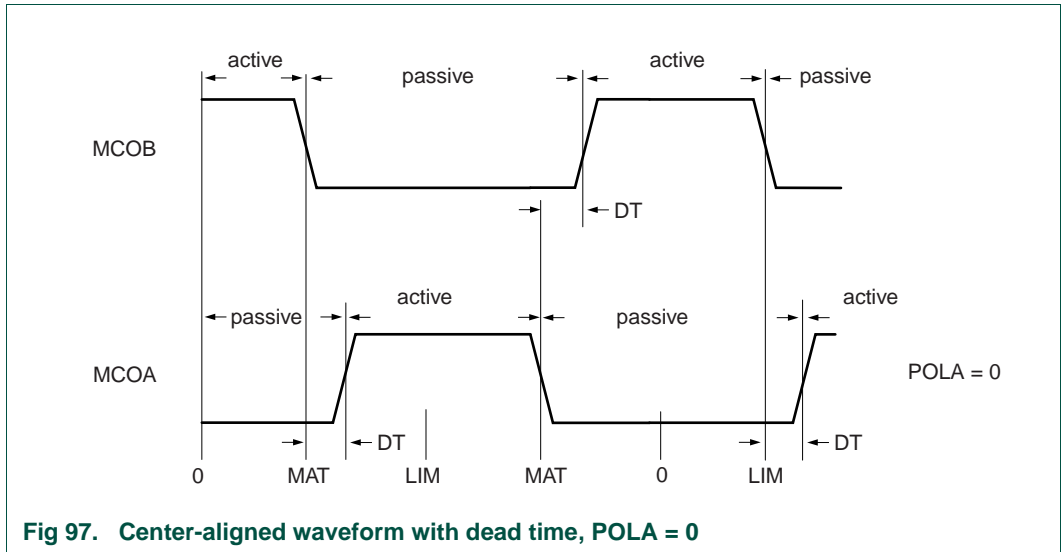 active
passive
active
passive
MCOB
DT
passive
active
passive
active
MCOA
POLA = 0
DT
DT
0
MAT
LIM
MAT
0
LIM
Fig 97. Center-aligned waveform with dead time, POLA = 0